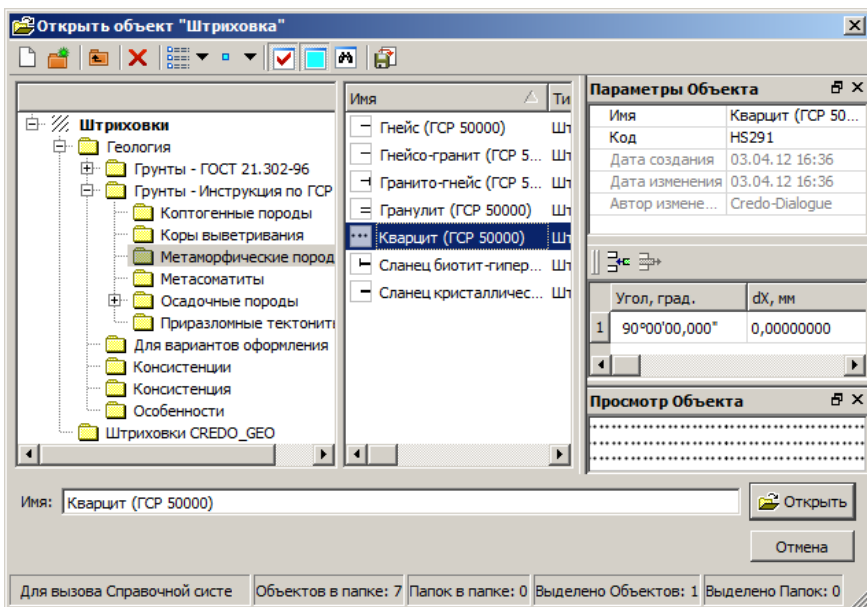 Открыть объект "Штриховка"
Имя
Ти
Штриховки
Геология
Грунты - ГОСТ 21.302-96
Грунты - Инструкция по ГСР
Коптогенные породы
Коры выветривания
Метаморфические пород
Метасоматиты
Осадочные породы
Приразломные тектонит
Для вариантов оформления
Консистенции
Консистенция
Особенности
Штриховки CREDO_GEO
Гнейс (ГСР 50000) Шт
Гнейсо-гранит (ГСР 5... Шт
Гранито-гнейс (ГСР 5... Шт
Гранулит (ГСР 50000) Шт
Кварцит (ГСР 50000) Шт
Сланец биотит-гипер... Шт
Сланец кристалличес... Шт
Параметры Объекта
Имя Кварцит (ГСР 50...
Код HS291
Дата создания 03.04.12 16:36
Дата изменения 03.04.12 16:36
Автор измене... Credo-Dialogue
Угол, град. dX, мм
1 90°00'00,000" 0,00000000
Просмотр Объекта
Имя: Кварцит (ГСР 50000) Открыть
Отмена
Для вызова Справочной систе Объектов в папке: 7 Папок в папке: 0 Выделено Объектов: 1 Выделено Папок: 0